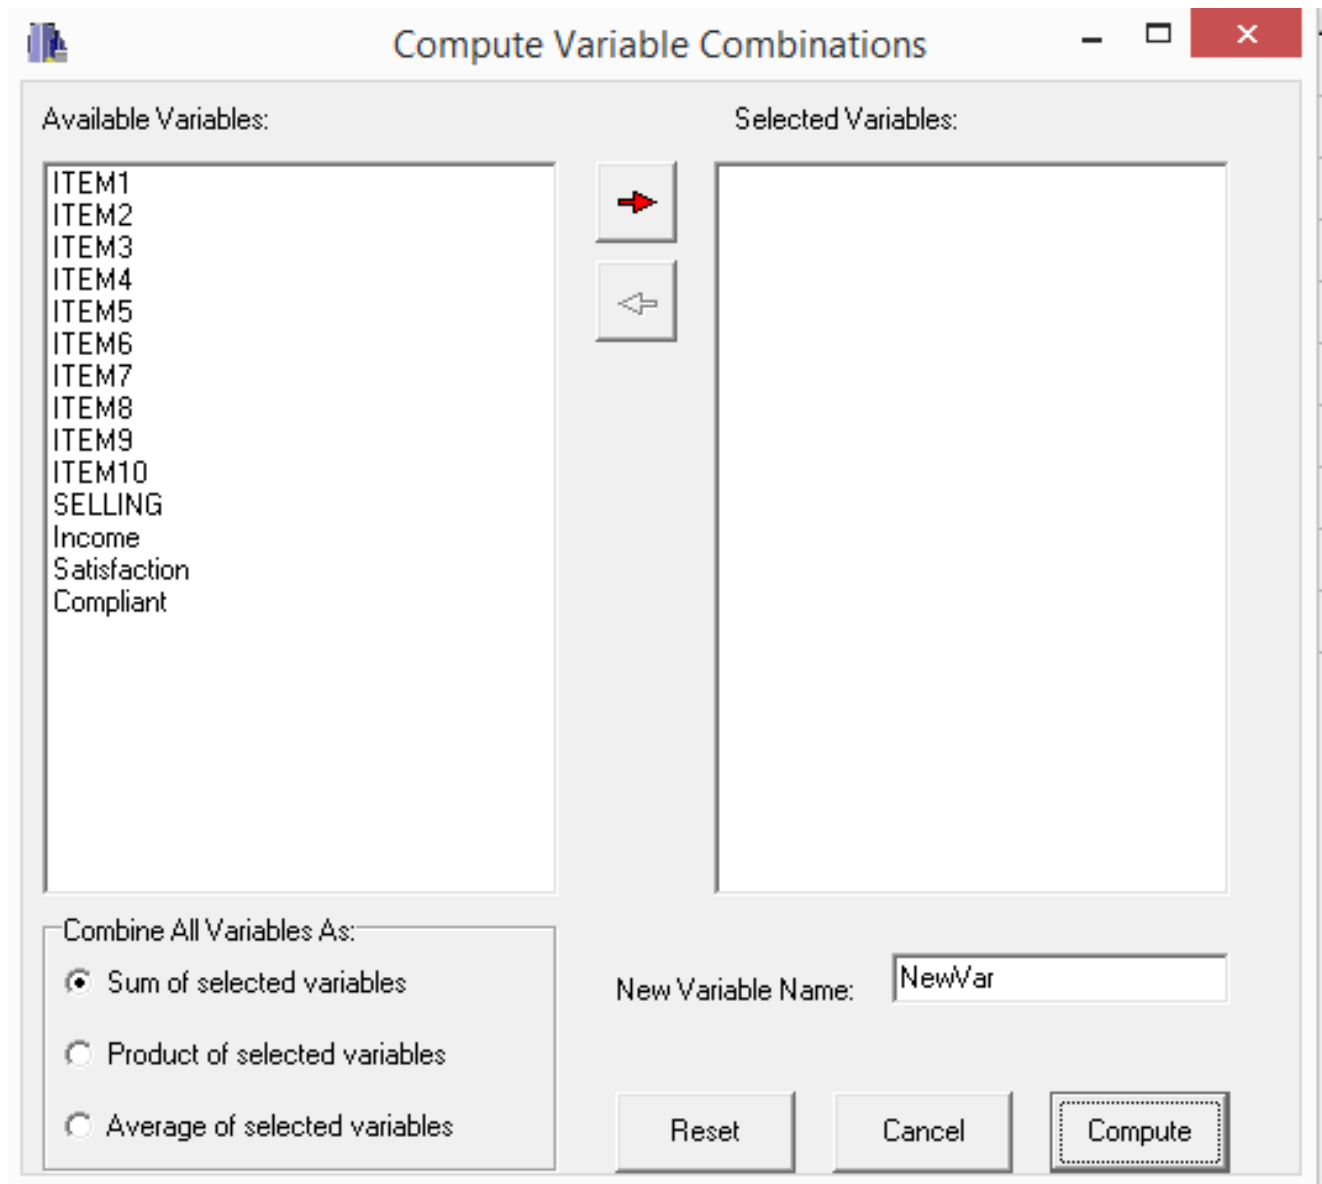 Compute Variable Combinations
Available Variables:
Selected Variables:
ITEM1
ITEM2
ITEM3
ITEM4
ITEM5
ITEM6
ITEM7
ITEM8
ITEM9
ITEM10
SELLING
Income
Satisfaction
Compliant
Combine All Variables As:
Sum of selected variables
Product of selected variables
Average of selected variables
New Variable Name:
NewVar
Reset
Cancel
Compute